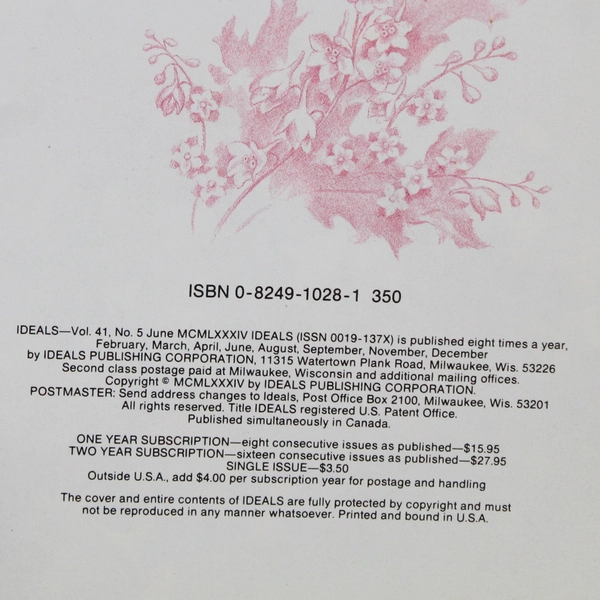 ISBN 0-8249-1028-1 350
IDEALS—Vol. 41, No. 5 June MCMLXXXIV IDEALS (ISSN 0019-137X) is published eight times a year,
February, March, April, June, August, September, November, December
by IDEALS PUBLISHING CORPORATION, 11315 Watertown Plank Road, Milwaukee, Wis. 53226
Second class postage paid at Milwaukee, Wisconsin and additional mailing offices.
Copyright © MCMLXXXIV by IDEALS PUBLISHING CORPORATION.
POSTMASTER: Send address changes to Ideals, Post Office Box 2100, Milwaukee, Wis. 53201
All rights reserved. Title IDEALS registered U.S. Patent Office.
Published simultaneously in Canada.
ONE YEAR SUBSCRIPTION—eight consecutive issues as published—$15.95
TWO YEAR SUBSCRIPTION—sixteen consecutive issues as published—$27.95
SINGLE ISSUE—$3.50
Outside U.S.A., add $4.00 per subscription year for postage and handling
The cover and entire contents of IDEALS are fully protected by copyright and must
not be reproduced in any manner whatsoever. Printed and bound in U.S.A.